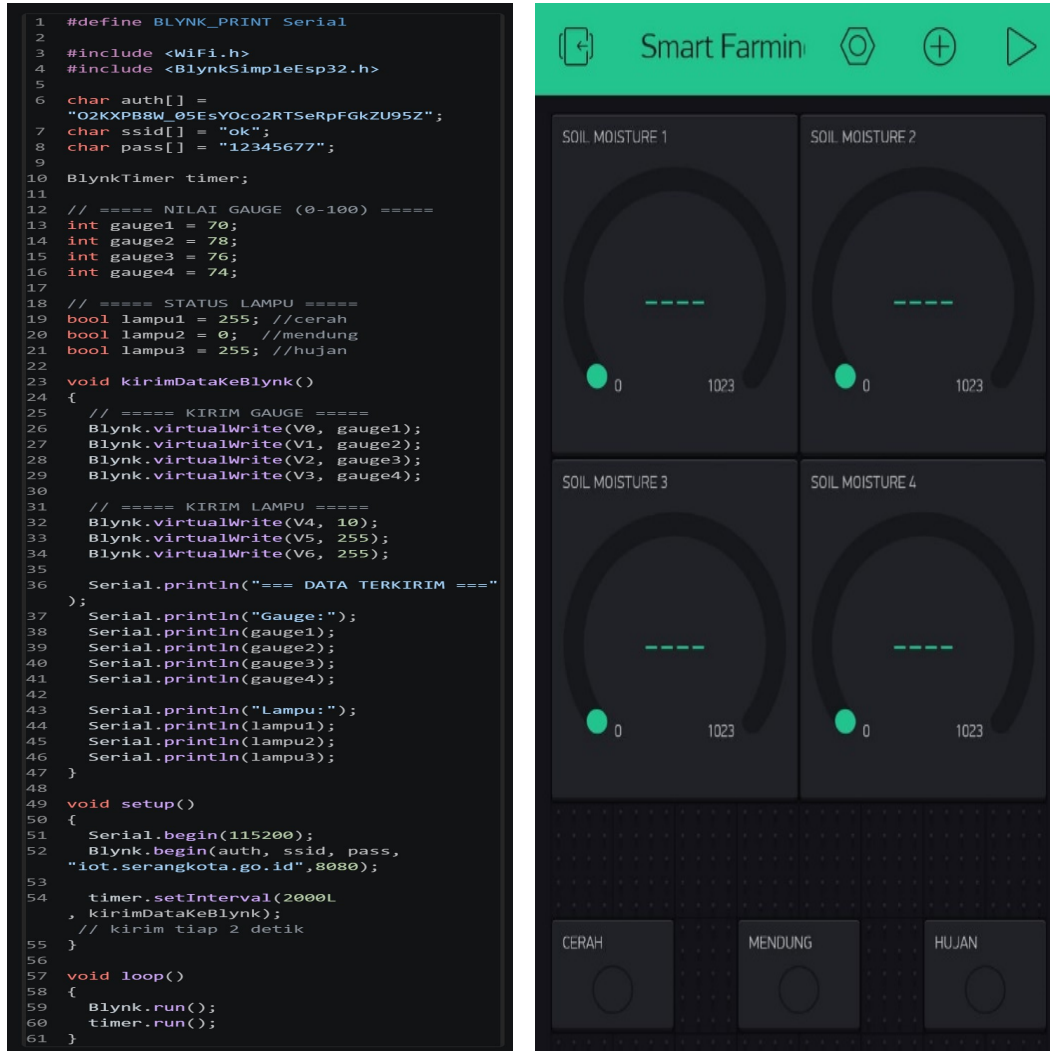 1 #define BLYNK_PRINT Serial
2
3 #include <WiFi.h>
4 #include <BlynkSimpleEsp32.h>
5
6 char auth[] =
"O2KXPB8W_05EsYOco2RTSeRpFGkZU95Z";
7 char ssid[] = "ok";
8 char pass[] = "12345677";
9
10 BlynkTimer timer;
11
12 // ===== NILAI GAUGE (0-100) =====
13 int gauge1 = 70;
14 int gauge2 = 78;
15 int gauge3 = 76;
16 int gauge4 = 74;
17
18 // ===== STATUS LAMPU =====
19 bool lampu1 = 255; //cerah
20 bool lampu2 = 0;  //mendung
21 bool lampu3 = 255; //hujan
22
23 void kirimDataKeBlynk()
24 {
25 // ===== KIRIM GAUGE =====
26 Blynk.virtualWrite(V0, gauge1);
27 Blynk.virtualWrite(V1, gauge2);
28 Blynk.virtualWrite(V2, gauge3);
29 Blynk.virtualWrite(V3, gauge4);
30
31 // ===== KIRIM LAMPU =====
32 Blynk.virtualWrite(V4, 10);
33 Blynk.virtualWrite(V5, 255);
34 Blynk.virtualWrite(V6, 255);
35
36 Serial.println("=== DATA TERKIRIM ==="
);
37 Serial.println("Gauge:");
38 Serial.println(gauge1);
39 Serial.println(gauge2);
40 Serial.println(gauge3);
41 Serial.println(gauge4);
42
43 Serial.println("Lampu:");
44 Serial.println(lampu1);
45 Serial.println(lampu2);
46 Serial.println(lampu3);
47 }
48
49 void setup()
50 {
51 Serial.begin(115200);
52 Blynk.begin(auth, ssid, pass,
"iot.serangkota.go.id",8080);
53
54 timer.setInterval(2000L
, kirimDataKeBlynk);
// kirim tiap 2 detik
55 }
56
57 void loop()
58 {
59 Blynk.run();
60 timer.run();
61 }
Smart Farmin
SOIL MOISTURE 1
----
0 1023
SOIL MOISTURE 2
----
0 1023
SOIL MOISTURE 3
----
0 1023
SOIL MOISTURE 4
----
0 1023
CERAH
MENDUNG
HUJAN